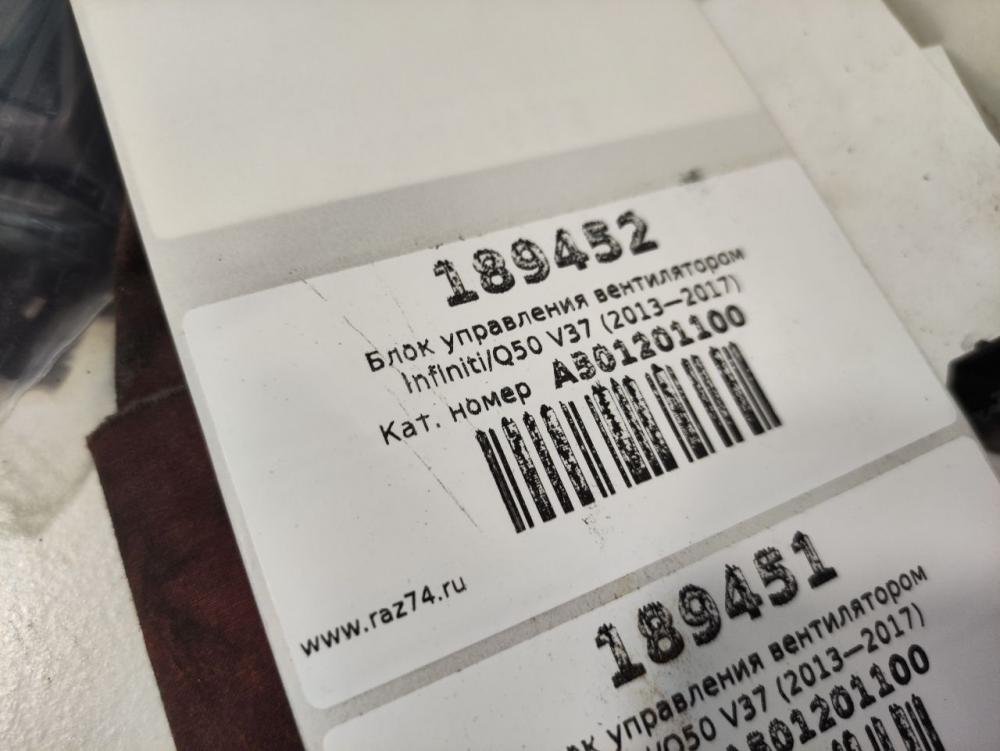 189452
Блок управления вентилятором
Infiniti/Q50 V37 (2013—2017)
Кат. номер A301201100
www.raz74.ru
189451
управления вентилятором
/Q50 V37 (2013—2017)